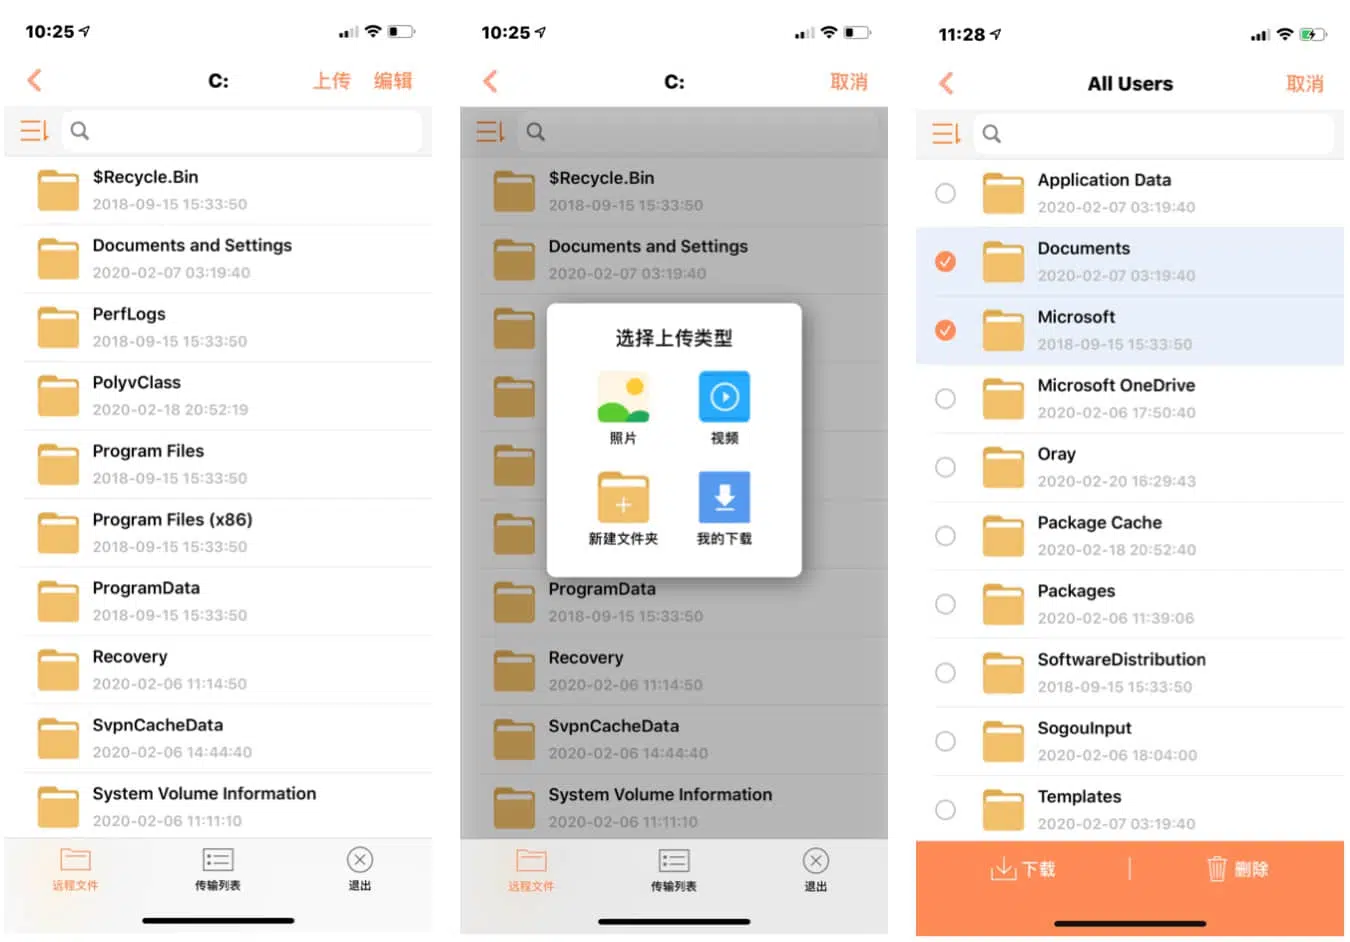 10:25
C:
上传 编辑
$Recycle.Bin
2018-09-15 15:33:50
Documents and Settings
2020-02-07 03:19:40
PerfLogs
2018-09-15 15:33:50
PolyvClass
2020-02-18 20:52:19
Program Files
2018-09-15 15:33:50
Program Files (x86)
2018-09-15 15:33:50
ProgramData
2018-09-15 15:33:50
Recovery
2020-02-06 11:14:50
SvpnCacheData
2020-02-06 14:44:40
System Volume Information
2020-02-06 11:11:10
远程文件 传输列表 退出
10:25
C:
取消
$Recycle.Bin
2018-09-15 15:33:50
Documents and Settings
2020-02-07 03:19:40
选择上传类型
照片 视频
新建文件夹 我的下载
ProgramData
2018-09-15 15:33:50
Recovery
2020-02-06 11:14:50
SvpnCacheData
2020-02-06 14:44:40
System Volume Information
2020-02-06 11:11:10
远程文件 传输列表 退出
11:28
All Users
取消
Application Data
2020-02-07 03:19:40
Documents
2020-02-07 03:19:40
Microsoft
2018-09-15 15:33:50
Microsoft OneDrive
2020-02-06 17:50:40
Oray
2020-02-20 16:29:43
Package Cache
2020-02-18 20:52:40
Packages
2020-02-06 11:39:06
SoftwareDistribution
2018-09-15 15:33:50
SogouInput
2020-02-06 18:04:00
Templates
2020-02-07 03:19:40
下载 删除